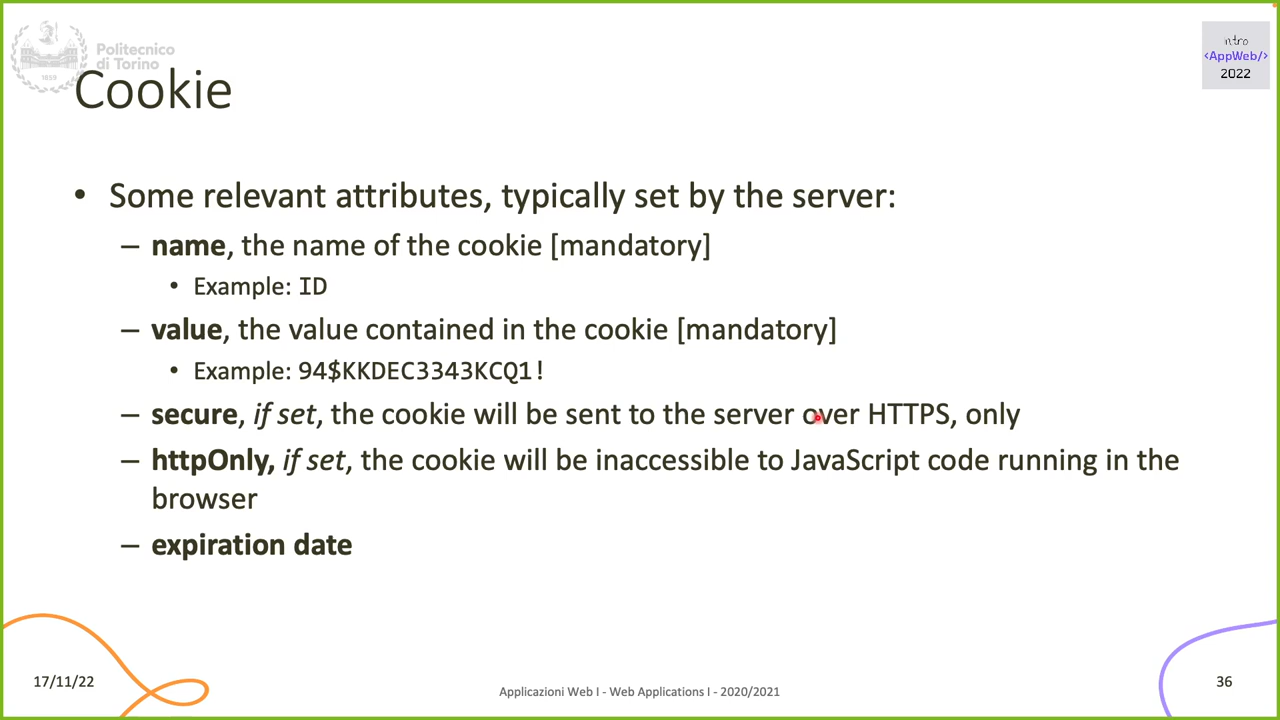 Politecnico
di Torino
1859
intro
<AppWeb/>
2022
Cookie
• Some relevant attributes, typically set by the server:
– name, the name of the cookie [mandatory]
• Example: ID
– value, the value contained in the cookie [mandatory]
• Example: 94$KKDEC3343KCQ1!
– secure, if set, the cookie will be sent to the server over HTTPS, only
– httpOnly, if set, the cookie will be inaccessible to JavaScript code running in the
browser
– expiration date
17/11/22
Applicazioni Web I - Web Applications I - 2020/2021
36